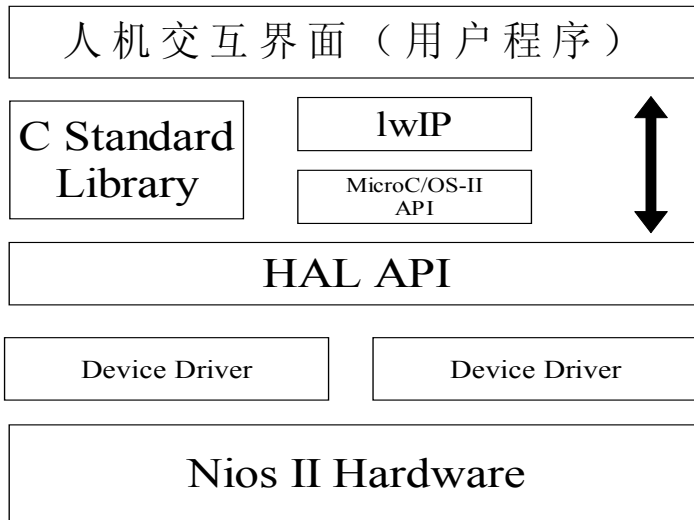 人机交互界面（用户程序）
C Standard
Library
lwIP
MicroC/OS-II
API
HAL API
Device Driver
Device Driver
Nios II Hardware